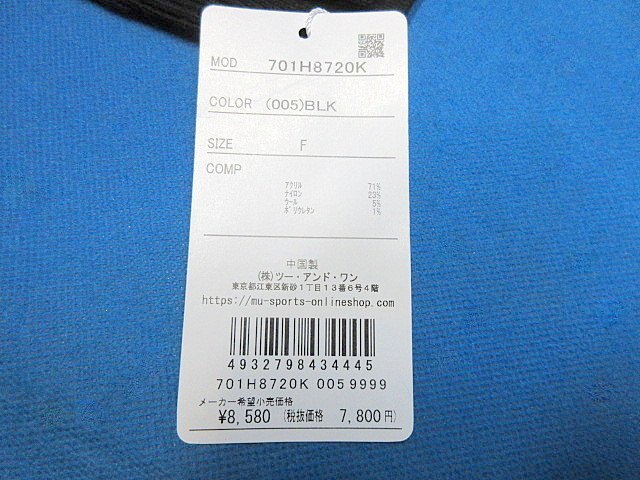 MOD 701H8720K
COLOR (005)BLK
SIZE F
COMP
アクリル 71%
ナイロン 23%
ウール 5%
ポリウレタン 1%
中国製
(株)ツー・アンド・ワン
東京都江東区新砂1丁目13番6号4階
https://mu-sports-onlineshop.com
4932798434445
701H8720K 0059999
メーカー希望小売価格
¥8,580 (税抜価格 7,800円)